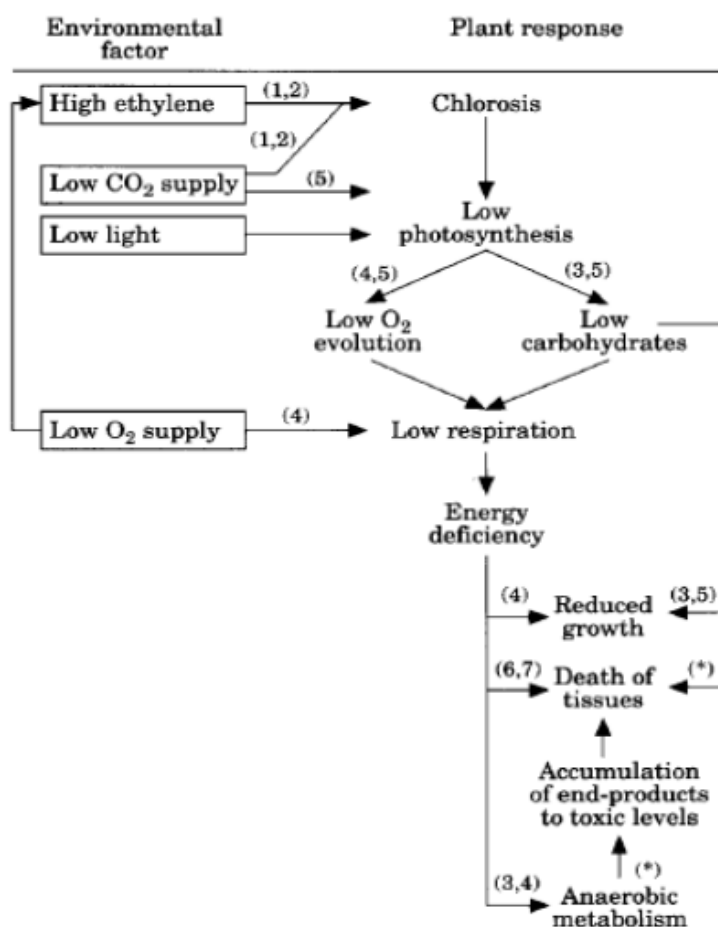 Environmental factor
Plant response
High ethylene
(1,2)
Chlorosis
(1,2)
Low CO₂ supply
(5)
Low light
Low
photosynthesis
(4,5)
(3,5)
Low O₂
evolution
Low
carbohydrates
Low O₂ supply
(4)
Low respiration
Energy
deficiency
(4)
Reduced
growth
(3,5)
(6,7)
Death of
tissues
(*)
Accumulation
of end-products
to toxic levels
(*)
(3,4)
Anaerobic
metabolism